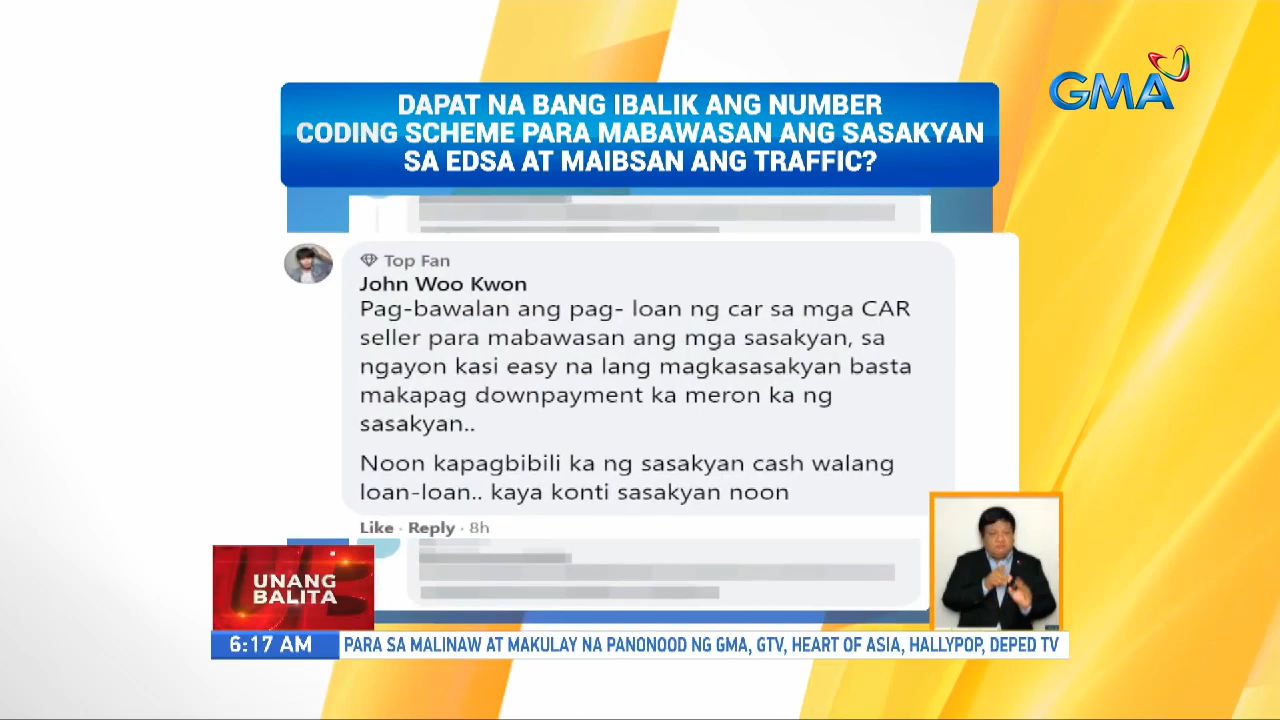 GMA
DAPAT NA BANG IBALIK ANG NUMBER
CODING SCHEME PARA MABAWASAN ANG SASAKYAN
SA EDSA AT MAIBSAN ANG TRAFFIC?
Top Fan
John Woo Kwon
Pag-bawalan ang pag- loan ng car sa mga CAR
seller para mabawasan ang mga sasakyan, sa
ngayon kasi easy na lang magkasasakyan basta
makapag downpayment ka meron ka ng
sasakyan..
Noon kapagbibili ka ng sasakyan cash walang
loan-loan.. kaya konti sasakyan noon
Like · Reply · 8h
UNANG
BALITA
6:17 AM PARA SA MALINAW AT MAKULAY NA PANONOOD NG GMA, GTV, HEART OF ASIA, HALLYPOP, DEPED TV